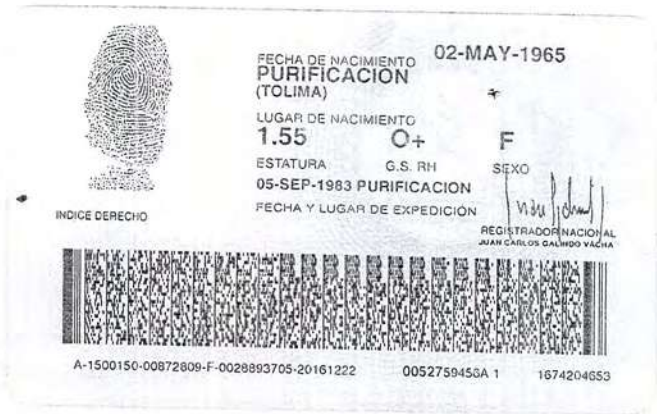 FECHA DE NACIMIENTO 02-MAY-1965
PURIFICACION
(TOLIMA)
LUGAR DE NACIMIENTO
1.55 O+ F
ESTATURA G.S. RH SEXO
05-SEP-1983 PURIFICACION
FECHA Y LUGAR DE EXPEDICIÓN
INDICE DERECHO
REGISTRADOR NACIONAL
JUAN CARLOS GALINDO VACHA
A-1500150-00872809-F-0028893705-20161222 0052759456A 1 1674204653